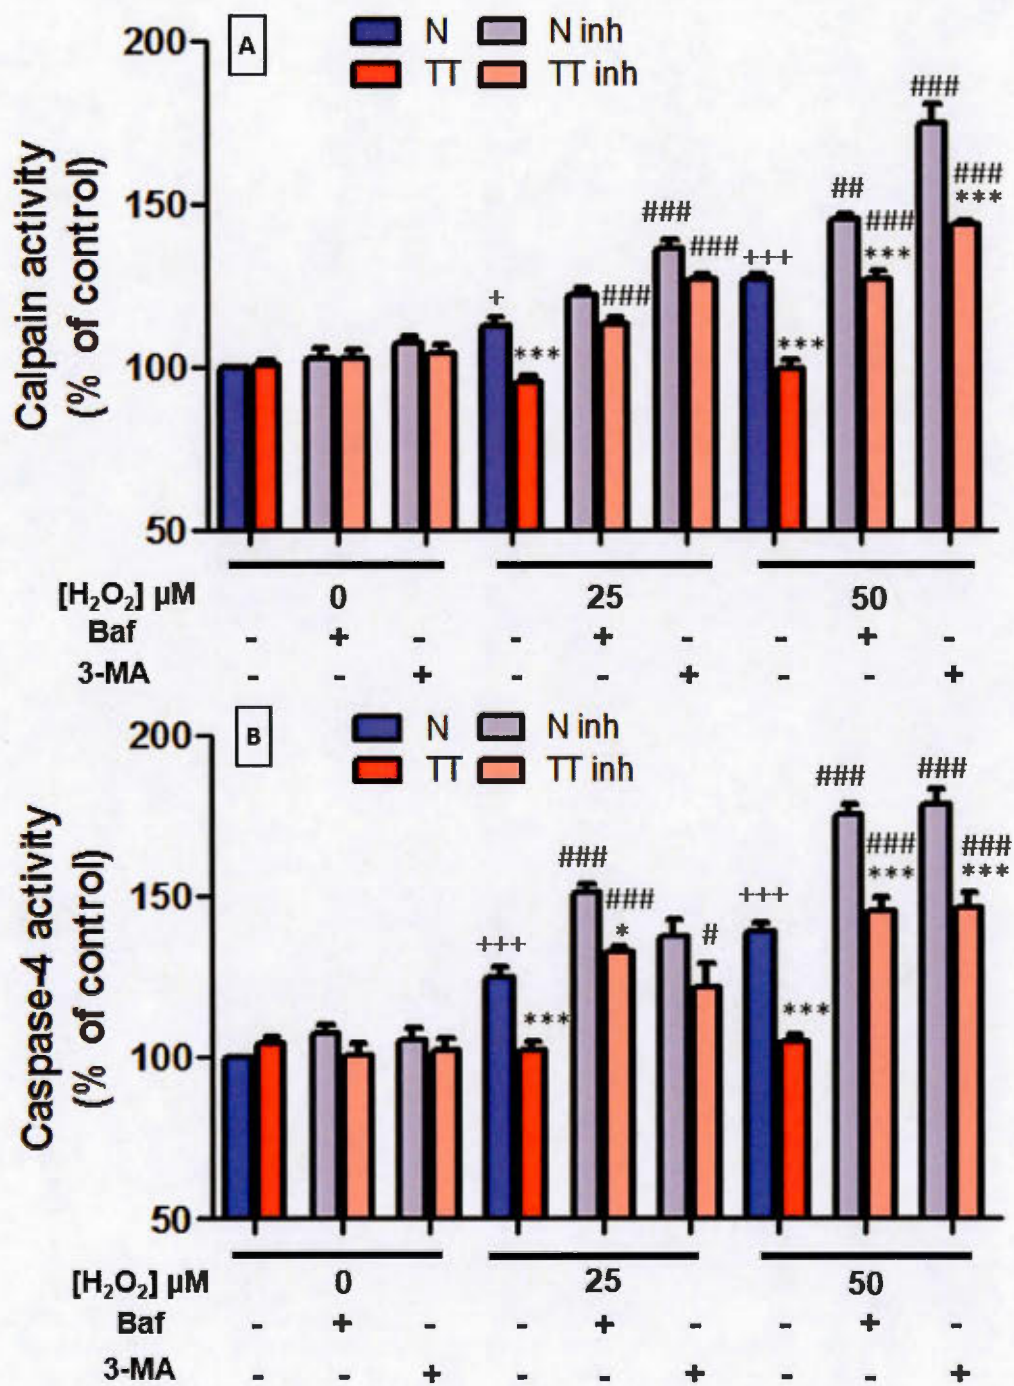 200
A
N
N inh
TT
TT inh
###
###
***
150
##
###
###
***
###
+++
+
###
***
***
100
50
Calpain activity
(% of control)
[H₂O₂] µM 0 25 50
Baf - + - - + - - + -
3-MA - - + - - + - - +
200
B
N
N inh
TT
TT inh
###
###
###
***
###
***
150
###
###
*
+++
+++
#
***
***
100
50
Caspase-4 activity
(% of control)
[H₂O₂] µM 0 25 50
Baf - + - - + - - + -
3-MA - - + - - + - - +